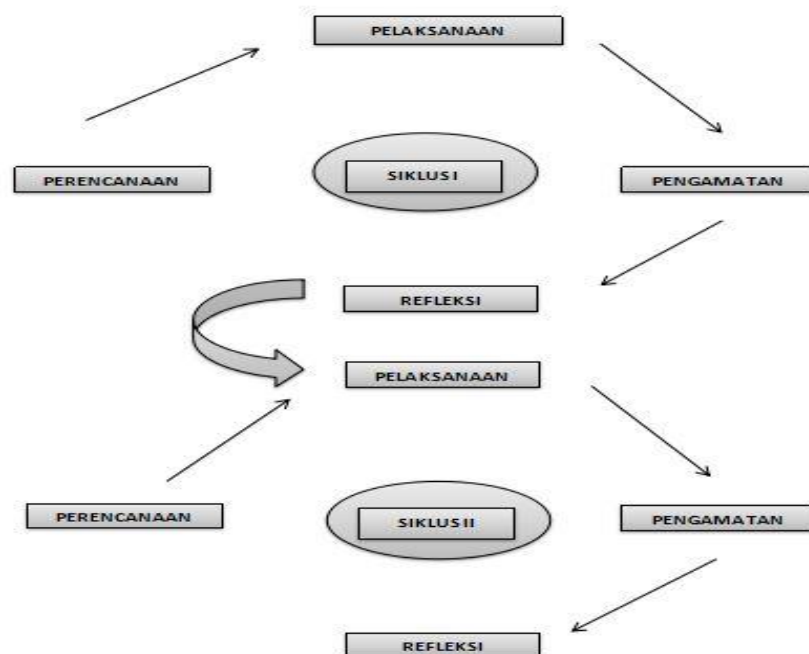 PELAKSANAAN
PERENCANAAN
SIKLUS I
PENGAMATAN
REFLEKSI
PELAKSANAAN
PERENCANAAN
SIKLUS II
PENGAMATAN
REFLEKSI